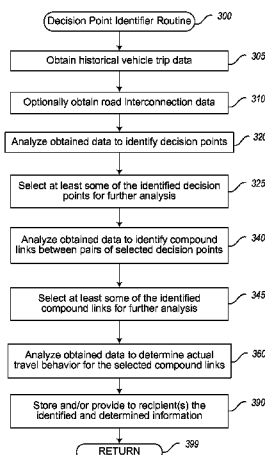 Decision Point Identifier Routine
300
Obtain historical vehicle trip data
305
Optionally obtain road Interconnection data
310
Analyze obtained data to identify decision points
320
Select at least some of the identified decision
points for further analysis
325
Analyze obtained data to identify compound
links between pairs of selected decision points
340
Select at least some of the identified
compound links for further analysis
345
Analyze obtained data to determine actual
travel behavior for the selected compound links
360
Store and/or provide to recipient(s) the
identified and determined information
390
RETURN
399